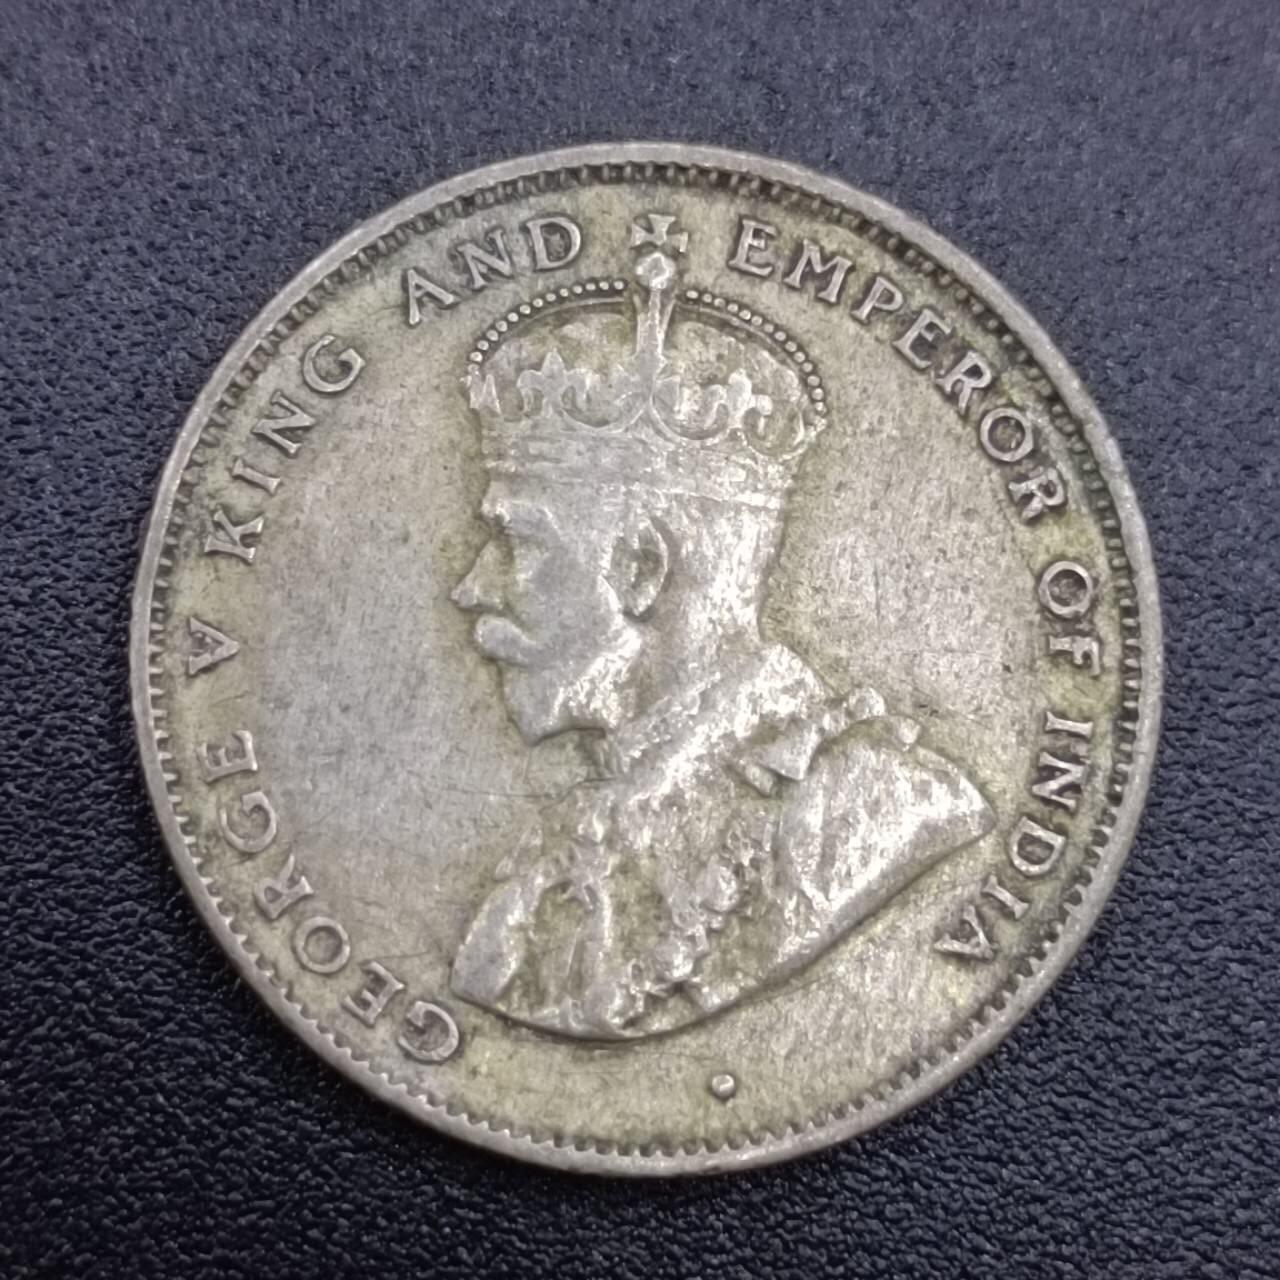 GEORGE V KING AND EMPEROR OF INDIA